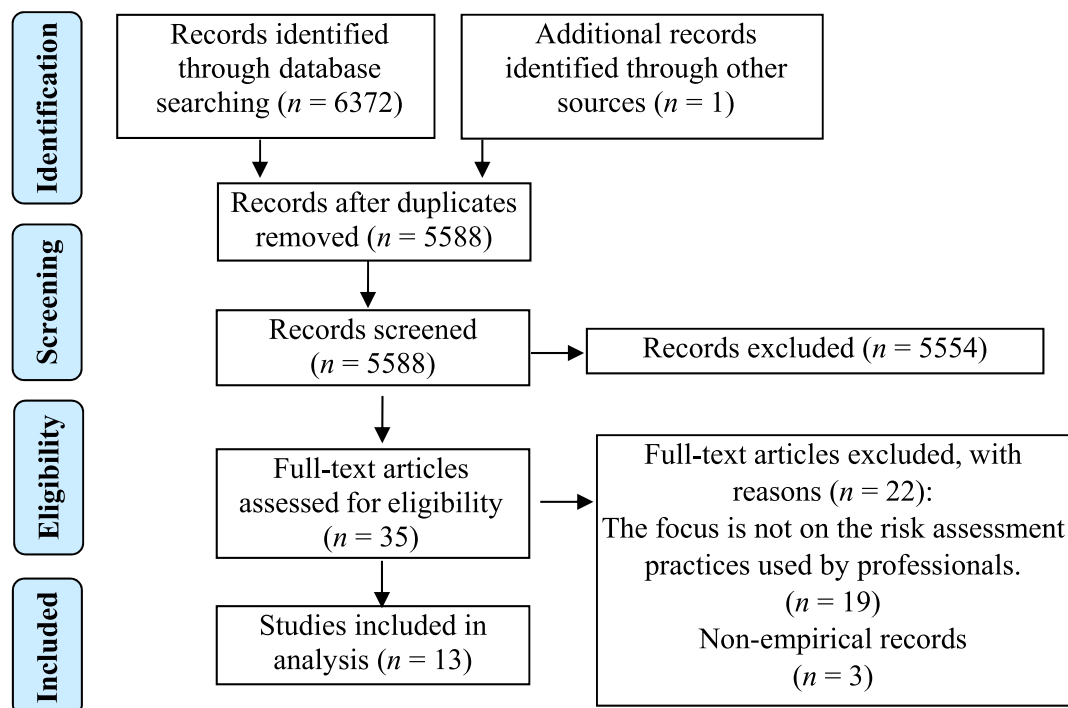 Identification
Records identified
through database
searching (n = 6372)
Additional records
identified through other
sources (n = 1)
Records after duplicates
removed (n = 5588)
Screening
Records screened
(n = 5588)
Records excluded (n = 5554)
Eligibility
Full-text articles
assessed for eligibility
(n = 35)
Full-text articles excluded, with
reasons (n = 22):
The focus is not on the risk assessment
practices used by professionals.
(n = 19)
Non-empirical records
(n = 3)
Included
Studies included in
analysis (n = 13)